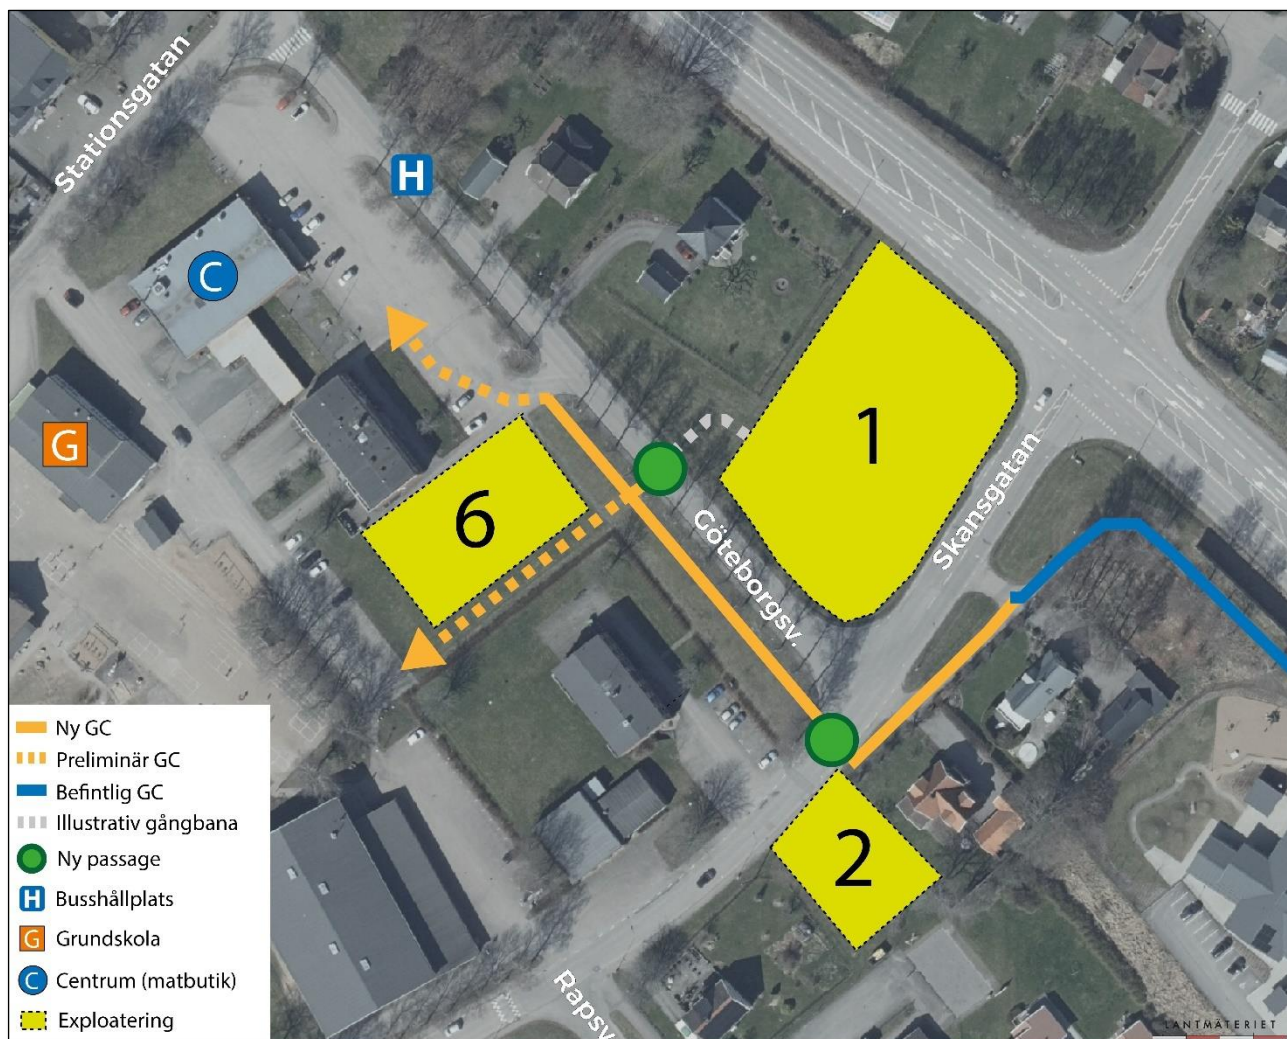 Stationsgatan
H
C
G
1
6
Göteborgsv.
Skansgatan
2
Rapsv.
Ny GC
Preliminär GC
Befintlig GC
Illustrativ gångbana
Ny passage
H Busshållplats
G Grundskola
C Centrum (matbutik)
Exploatering
LANTMÄTERIET